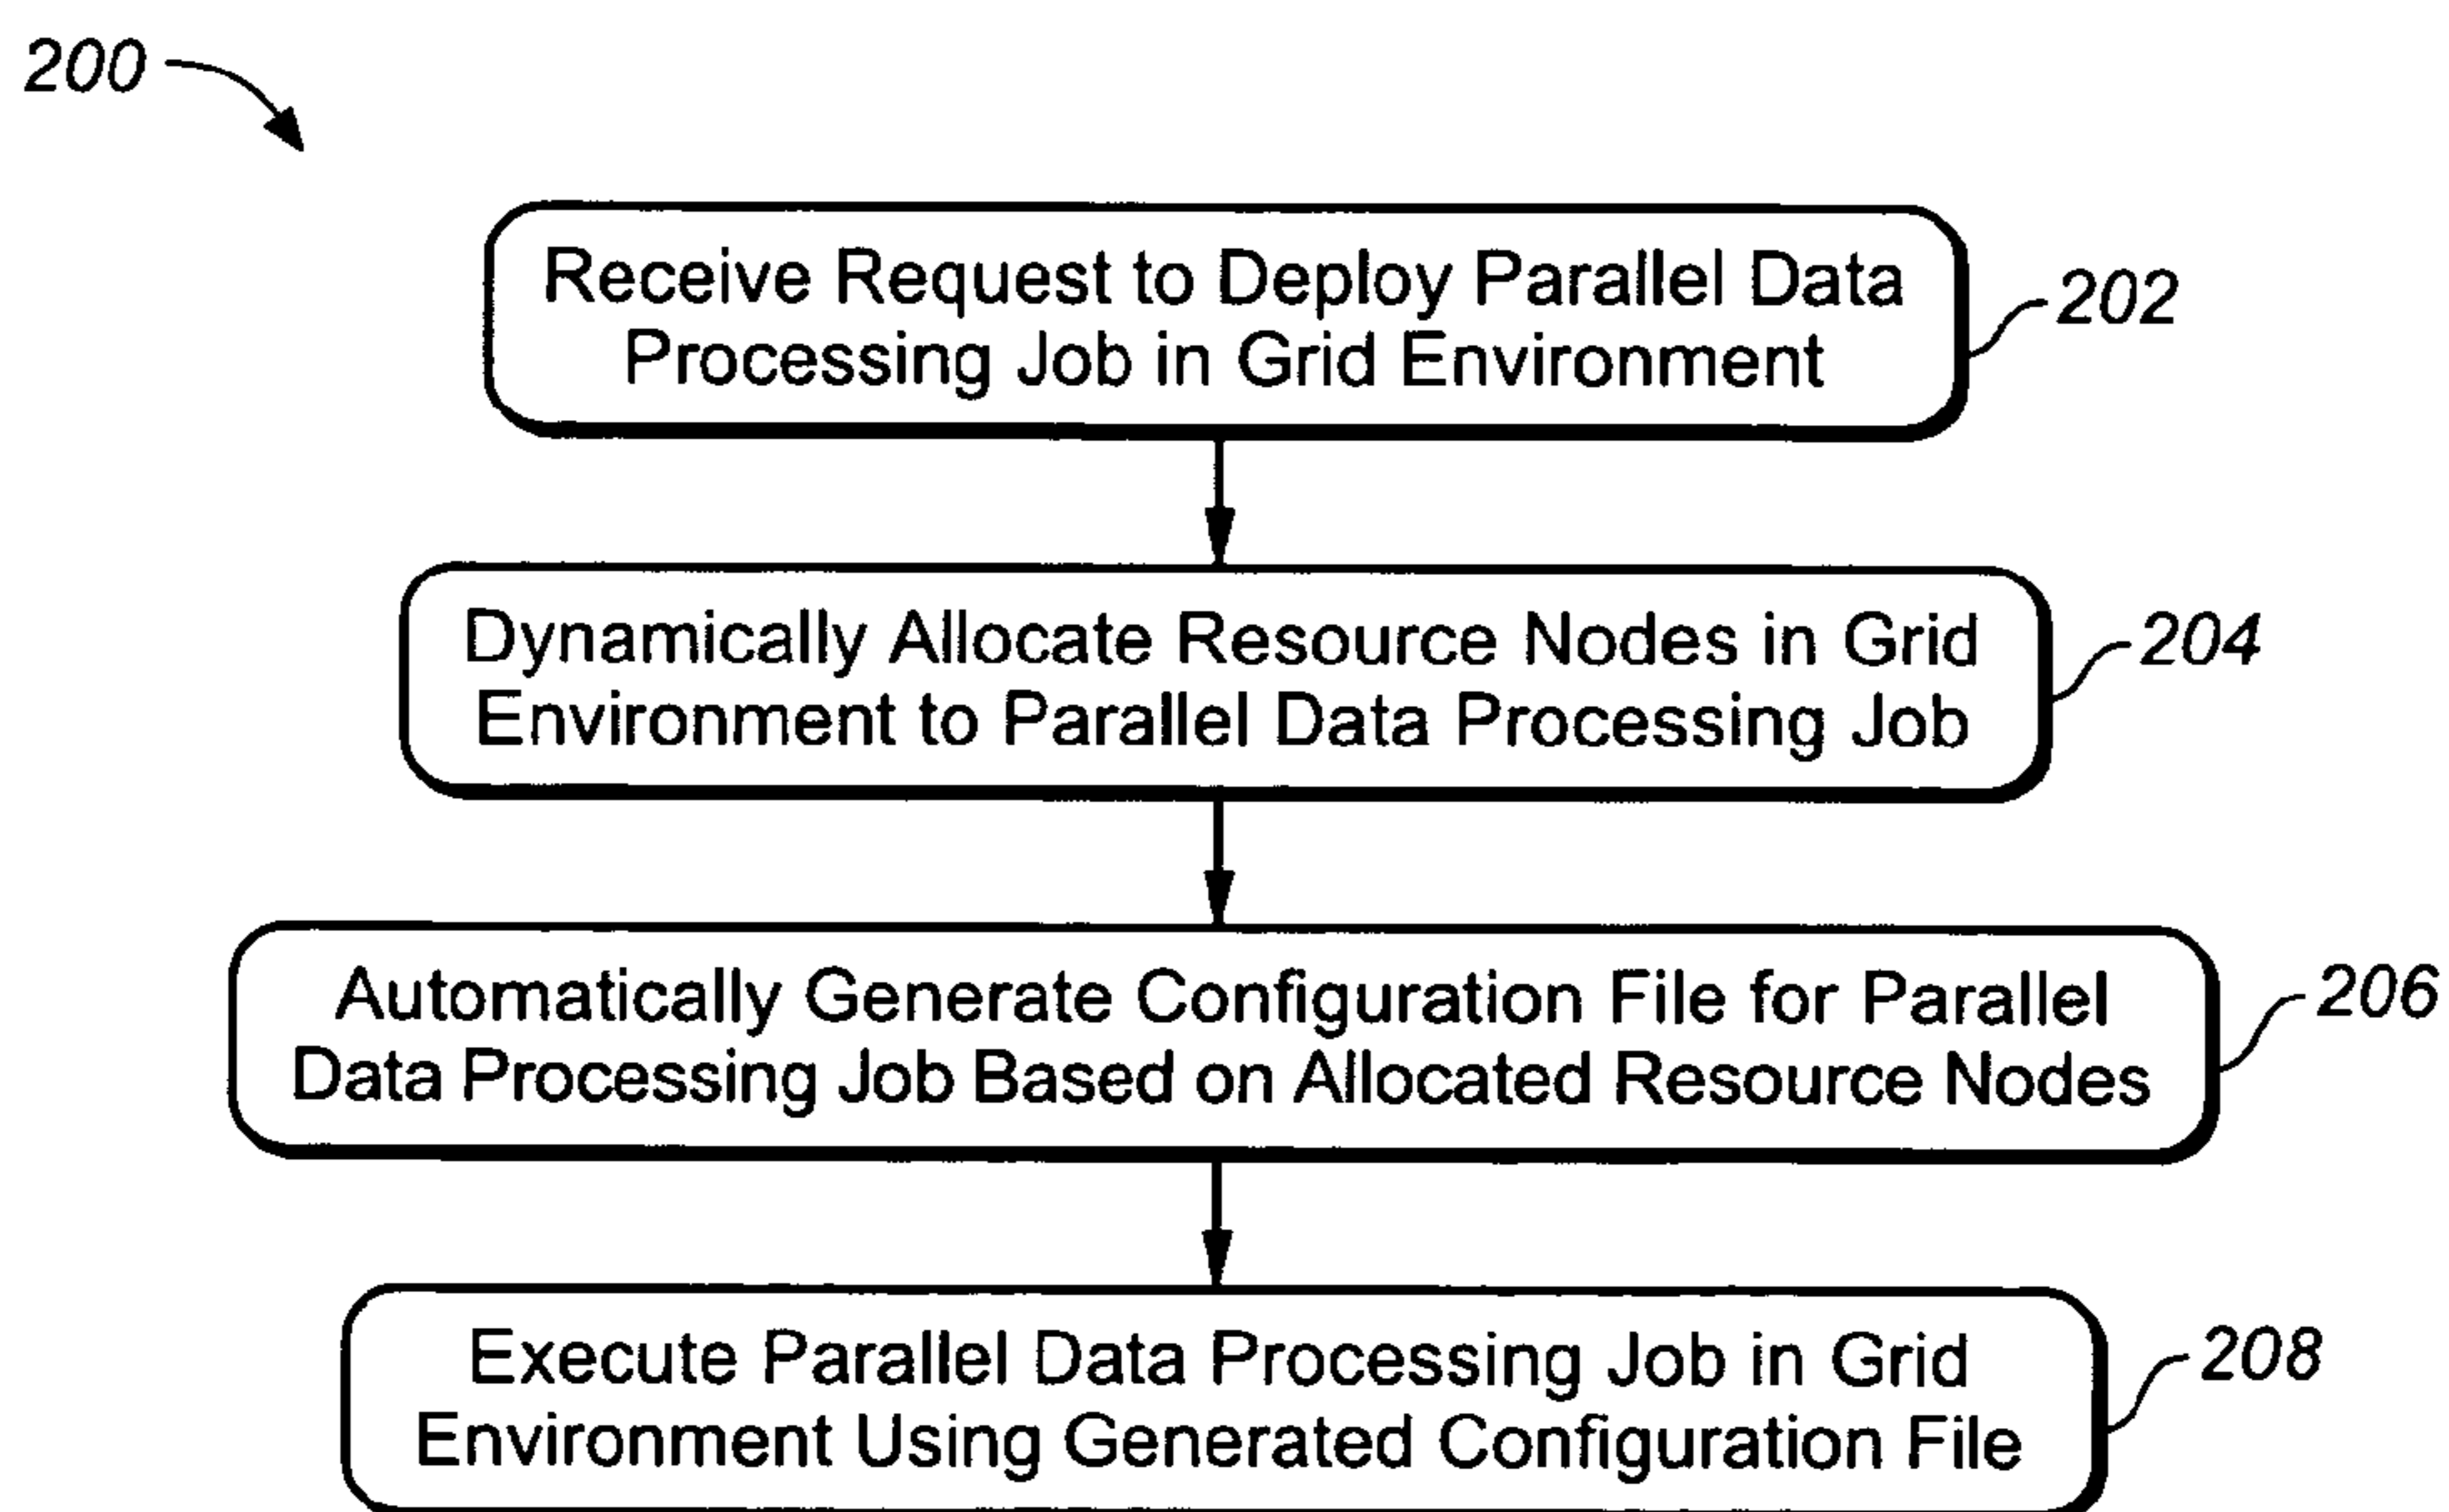 200
Receive Request to Deploy Parallel Data
Processing Job in Grid Environment
202
Dynamically Allocate Resource Nodes in Grid
Environment to Parallel Data Processing Job
204
Automatically Generate Configuration File for Parallel
Data Processing Job Based on Allocated Resource Nodes
206
Execute Parallel Data Processing Job in Grid
Environment Using Generated Configuration File
208